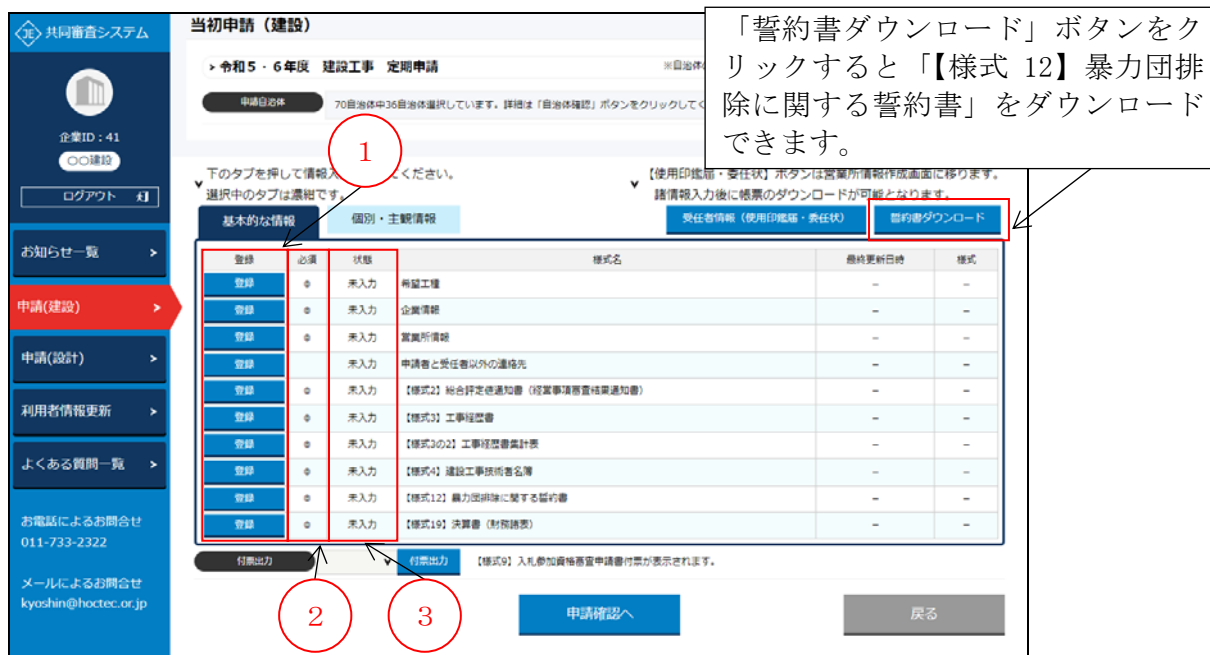 共同審査システム
企業ID:41
〇〇建設
ログアウト
お知らせ一覧
申請(建設)
申請(設計)
利用者情報更新
よくある質問一覧
お電話によるお問合せ
011-733-2322
メールによるお問合せ
kyoshin@hoctec.or.jp
当初申請(建設)
令和5・6年度 建設工事 定期申請
※自治体の
申請自治体
70自治体中36自治体選択しています。詳細は「自治体確認」ボタンをクリックしてく
「誓約書ダウンロード」ボタンをク
リックすると「【様式 12】暴力団排
除に関する誓約書」をダウンロード
できます。
1
下のタブを押して情報入 ください。
選択中のタブは濃紺です。
【使用印鑑届・委任状】ボタンは営業所情報作成画面に移ります。
諸情報入力後に帳票のダウンロードが可能となります。
基本的な情報
個別・主観情報
受任者情報(使用印鑑届・委任状)
誓約書ダウンロード
登録 必須 状態 様式名 最終更新日時 様式
登録 ◎ 未入力 希望工種 − −
登録 ◎ 未入力 企業情報 − −
登録 ◎ 未入力 営業所情報 − −
登録 未入力 申請者と受任者以外の連絡先 − −
登録 ◎ 未入力 【様式2】総合評定値通知書(経営事項審査結果通知書) − −
登録 ◎ 未入力 【様式3】工事経歴書 − −
登録 ◎ 未入力 【様式3の2】工事経歴書集計表 − −
登録 ◎ 未入力 【様式4】建設工事技術者名簿 − −
登録 ◎ 未入力 【様式12】暴力団排除に関する誓約書 − −
登録 ◎ 未入力 【様式19】決算書(財務諸表) − −
付票出力
付票出力
【様式9】入札参加資格審査申請書付票が表示されます。
2
3
申請確認へ
戻る